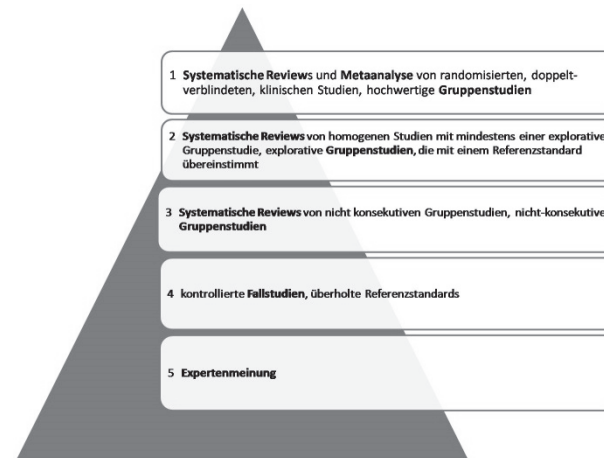 1 Systematische Reviews und Metaanalyse von randomisierten, doppelt-
verblindeten, klinischen Studien, hochwertige Gruppenstudien
2 Systematische Reviews von homogenen Studien mit mindestens einer explorative
Gruppenstudie, explorative Gruppenstudien, die mit einem Referenzstandard
übereinstimmt
3 Systematische Reviews von nicht konsekutiven Gruppenstudien, nicht-konsekutive
Gruppenstudien
4 kontrollierte Fallstudien, überholte Referenzstandards
5 Expertenmeinung